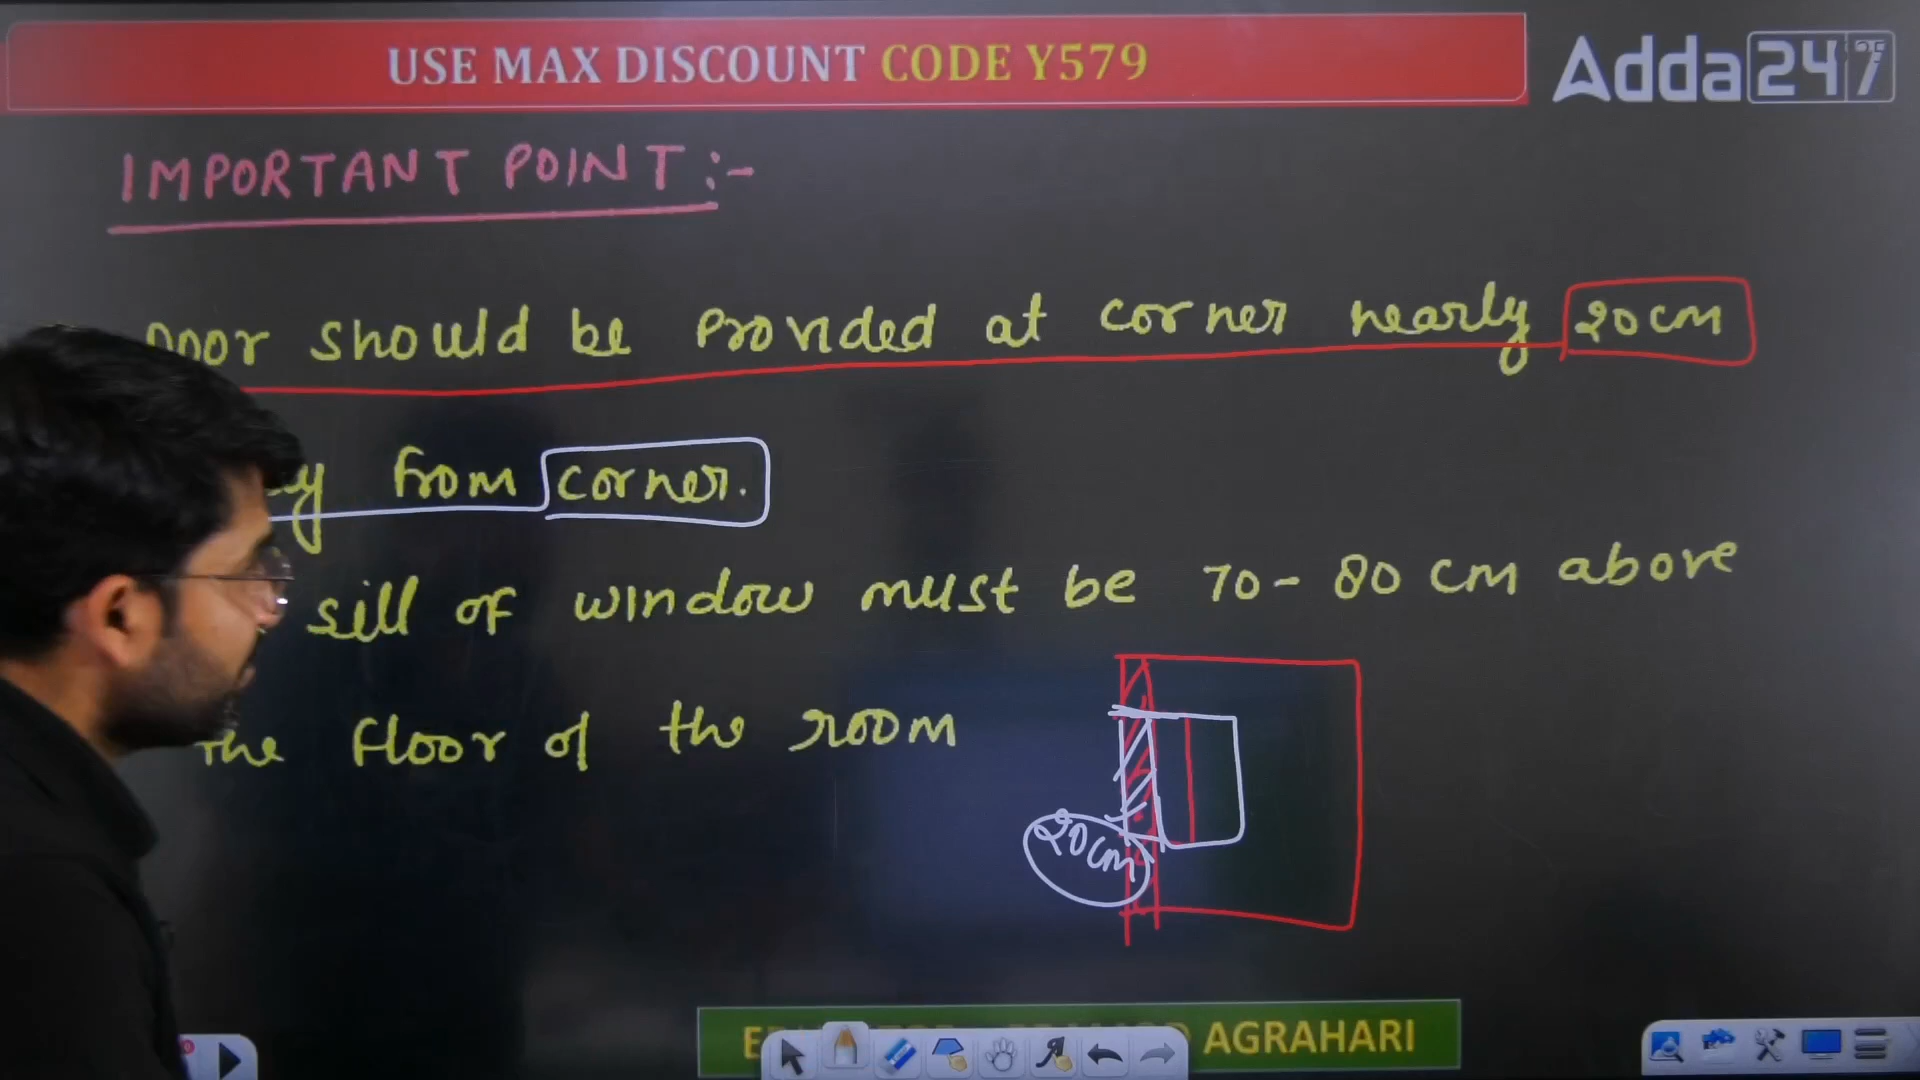 USE MAX DISCOUNT CODE Y579
Adda247
IMPORTANT POINT:-
Door should be provided at corner nearly 20cm
from corner.
sill of window must be 70-80 cm above
the floor of the room
20cm
AGRAHARI